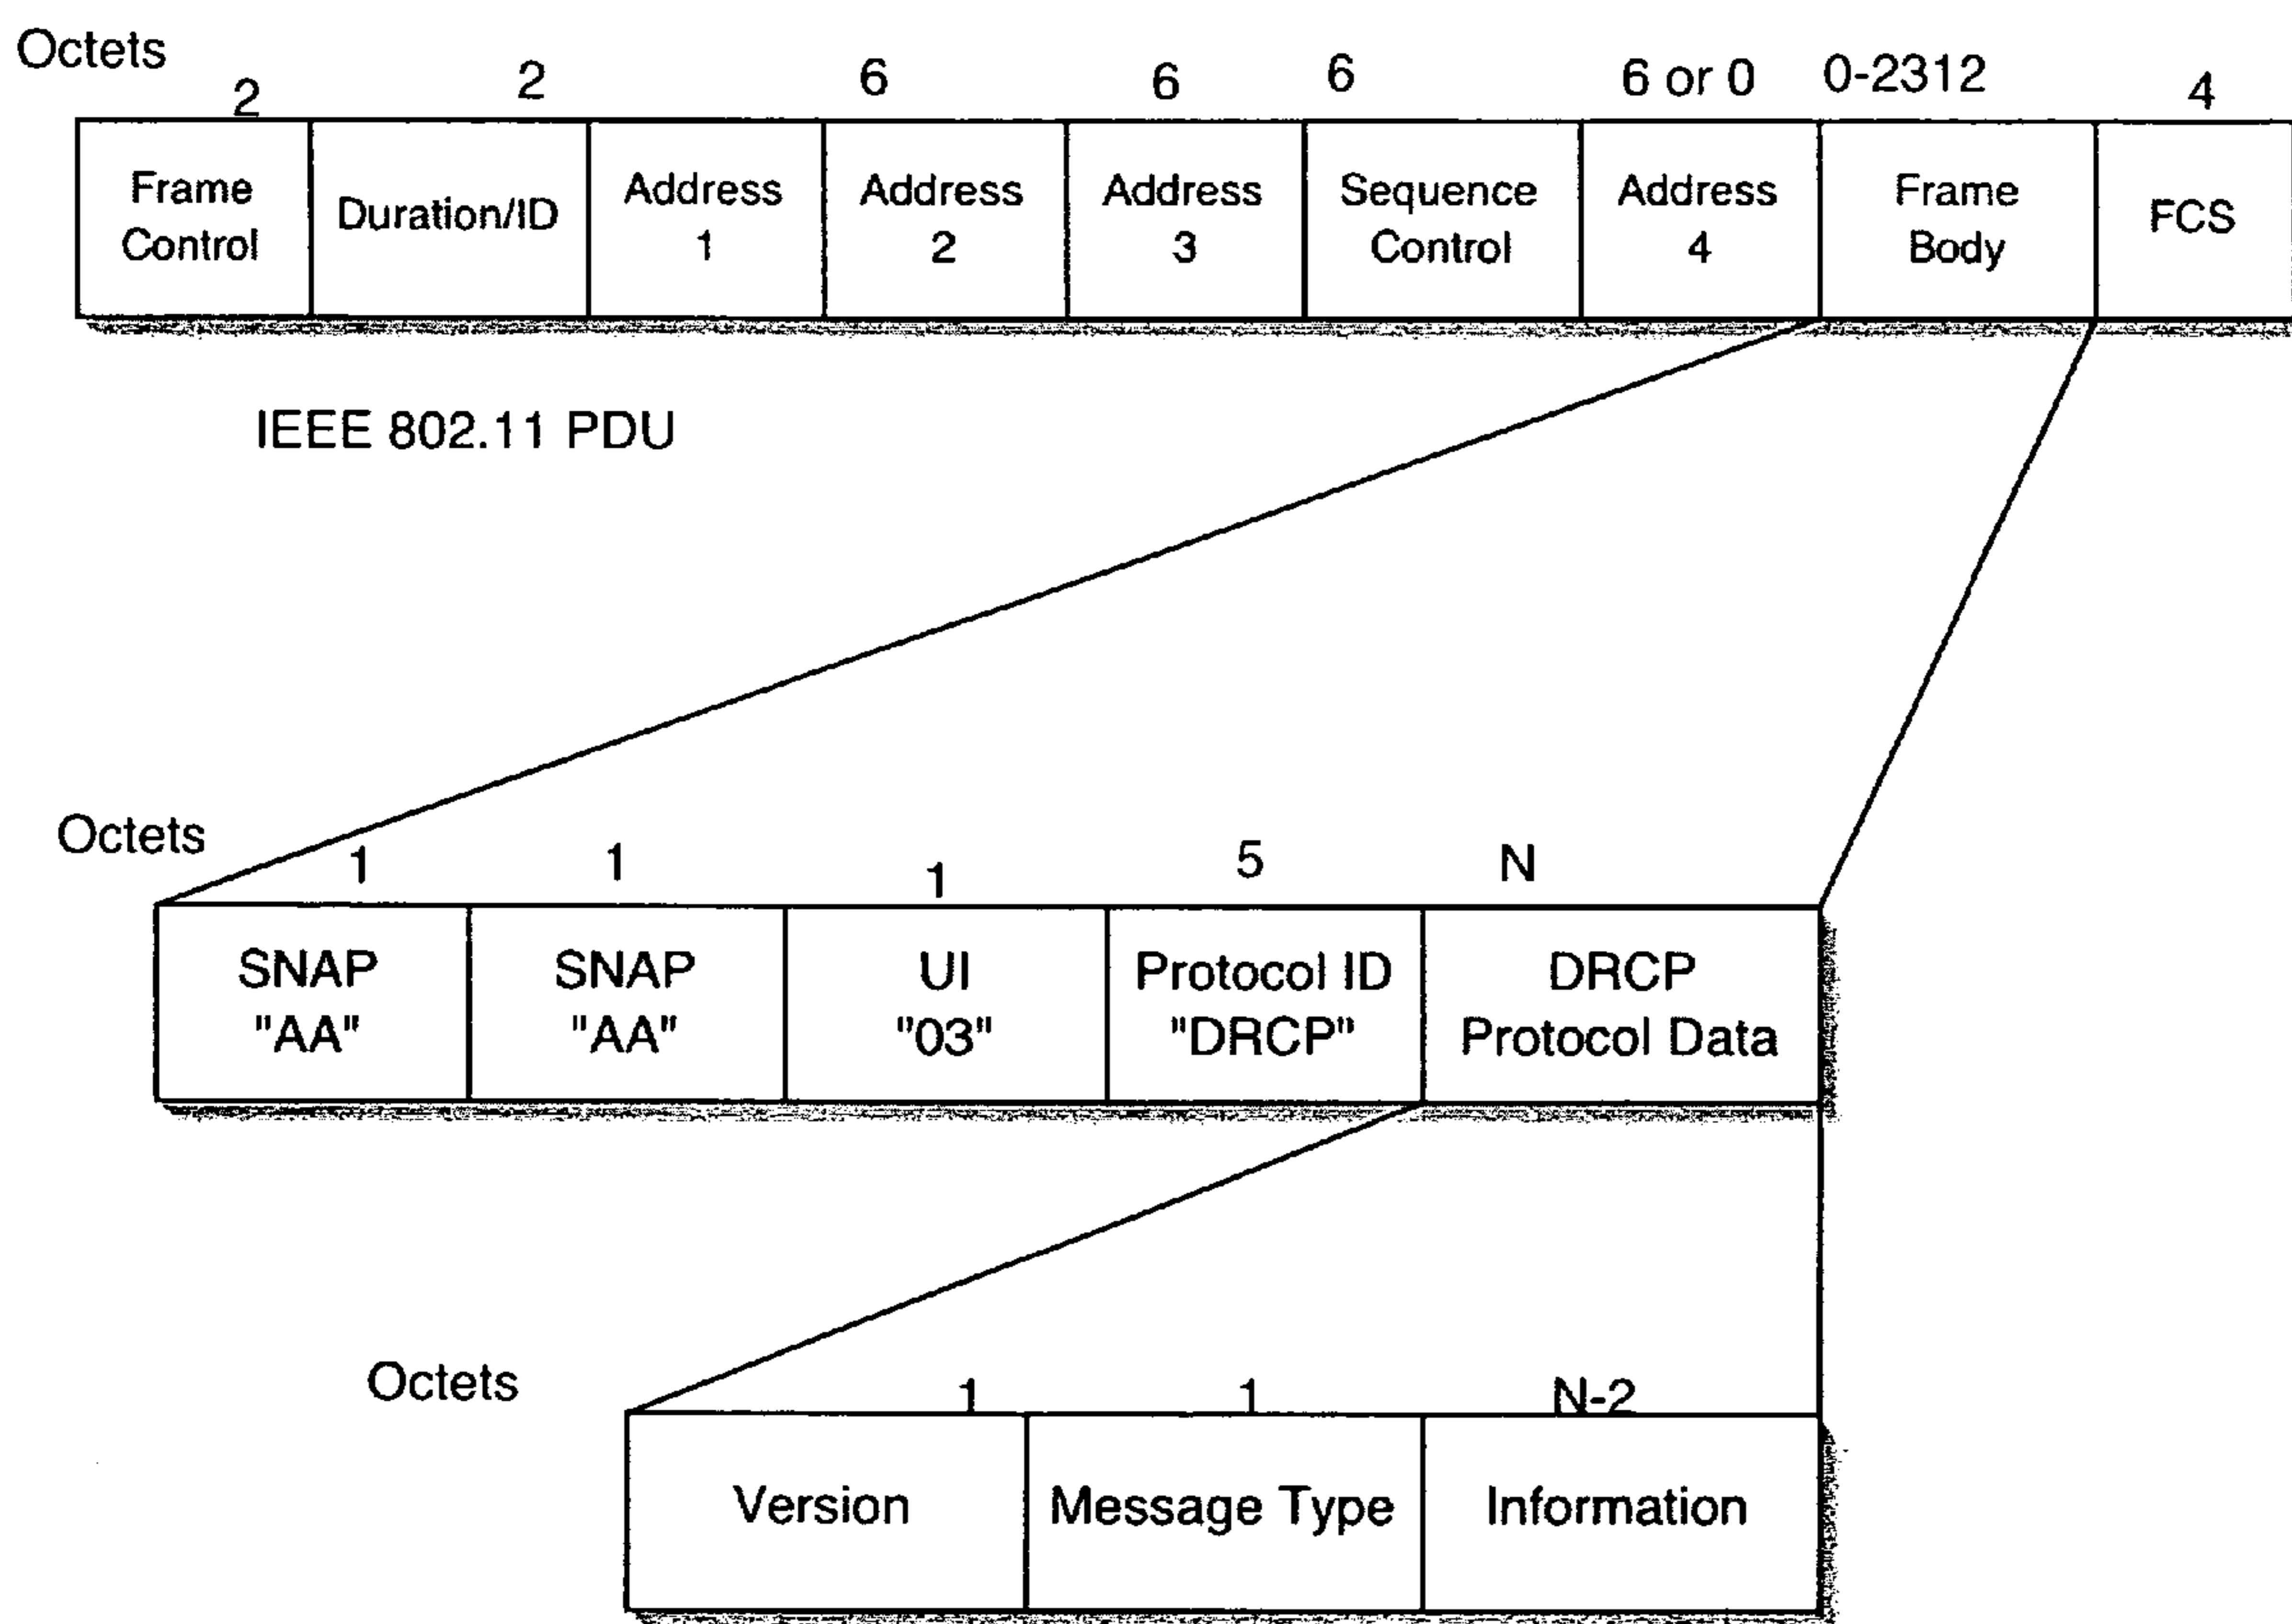 Octets
2 2 6 6 6 6 or 0 0-2312 4
Frame Control
Duration/ID
Address 1
Address 2
Address 3
Sequence Control
Address 4
Frame Body
FCS
IEEE 802.11 PDU
Octets
1 1 1 5 N
SNAP "AA"
SNAP "AA"
UI "03"
Protocol ID "DRCP"
DRCP Protocol Data
Octets
1 1 N-2
Version
Message Type
Information